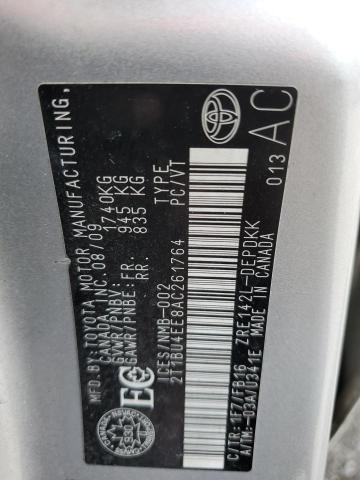 MFD.BY:TOYOTA MOTOR MANUFACTURING,
CANADA INC. 08/09
GVWR/PNBV: 1740KG
GAWR/PNBE:FR. 945 KG
RR. 835 KG
ICES/NMB-002 TYPE
2T1BU4EE8AC261764 PC/VT
C/TR:1F7/FB16 ZRE142L-DEPDKK
A/TM:-03A/U341E MADE IN CANADA
013 AC